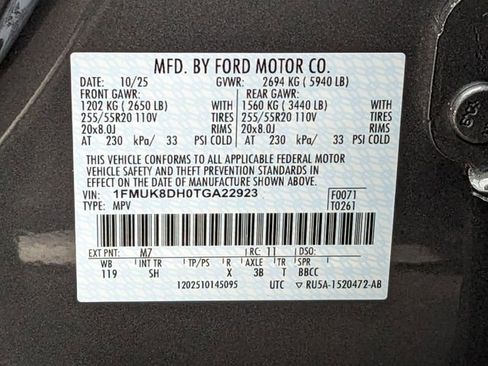 MFD. BY FORD MOTOR CO.
DATE: 10/25 GVWR: 2694 KG ( 5940 LB)
FRONT GAWR: REAR GAWR:
1202 KG ( 2650 LB) WITH 1560 KG ( 3440 LB) WITH
255/55R20 110V TIRES 255/55R20 110V TIRES
20x8.0J RIMS 20x8.0J RIMS
AT 230 kPa/ 33 PSI COLD AT 230 kPa/ 33 PSI COLD
THIS VEHICLE CONFORMS TO ALL APPLICABLE FEDERAL MOTOR
VEHICLE SAFETY AND THEFT PREVENTION STANDARDS IN EFFECT
ON THE DATE OF MANUFACTURE SHOWN ABOVE.
VIN: 1FMUK8DH0TGA22923 F0071
TYPE: MPV T0261
EXT PNT: M7 RC: 11 DSO:
WB INT TR TP/PS R AXLE TR SPR
119 SH X 3B T BBCC
1202510145095 UTC ▽ RU5A-1520472-AB